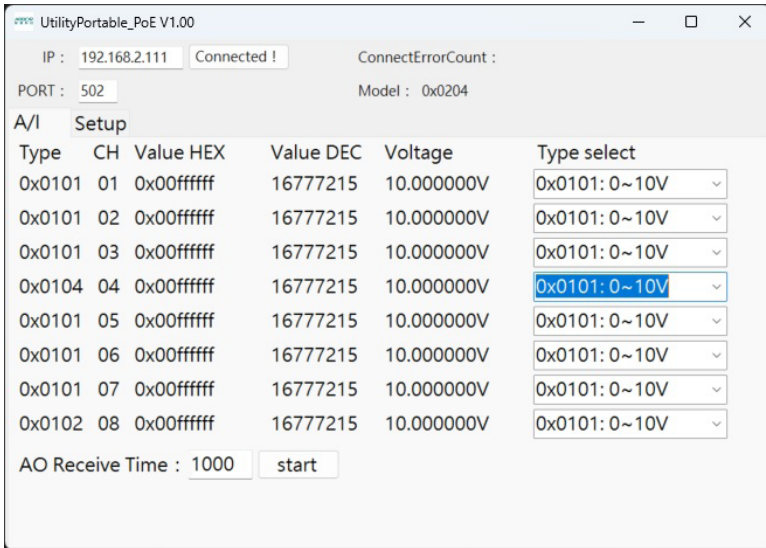 UtilityPortable_PoE V1.00
IP : 192.168.2.111 Connected ! ConnectErrorCount :
PORT : 502 Model : 0x0204
A/I Setup
Type CH Value HEX Value DEC Voltage Type select
0x0101 01 0x00ffffff 16777215 10.000000V 0x0101: 0~10V
0x0101 02 0x00ffffff 16777215 10.000000V 0x0101: 0~10V
0x0101 03 0x00ffffff 16777215 10.000000V 0x0101: 0~10V
0x0104 04 0x00ffffff 16777215 10.000000V 0x0101: 0~10V
0x0101 05 0x00ffffff 16777215 10.000000V 0x0101: 0~10V
0x0101 06 0x00ffffff 16777215 10.000000V 0x0101: 0~10V
0x0101 07 0x00ffffff 16777215 10.000000V 0x0101: 0~10V
0x0102 08 0x00ffffff 16777215 10.000000V 0x0101: 0~10V
AO Receive Time : 1000 start